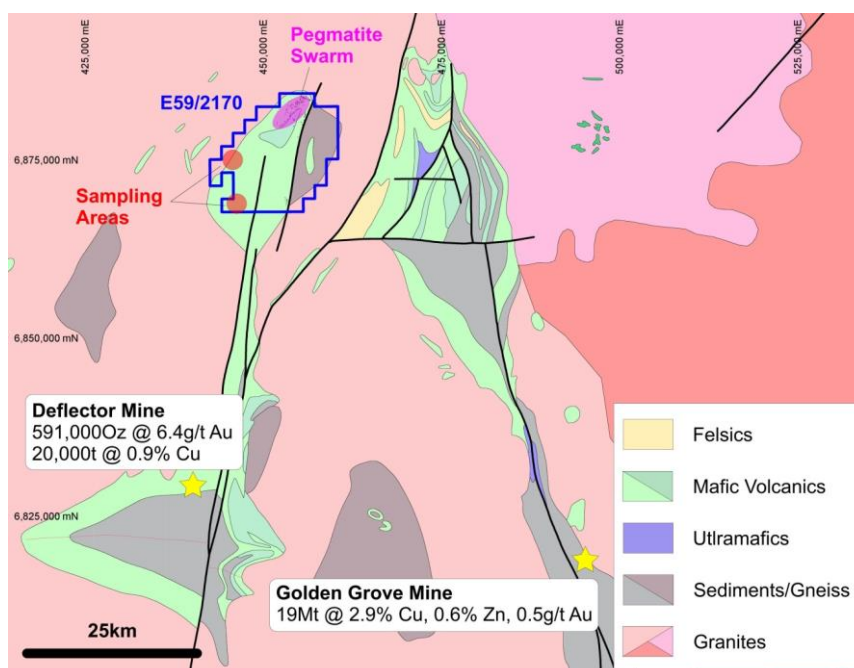 425,000 mE
450,000 mE
475,000 mE
500,000 mE
525,000 mE
Pegmatite
Swarm
E59/2170
6,875,000 mN
Sampling
Areas
6,850,000 mN
Deflector Mine
591,000Oz @ 6.4g/t Au
20,000t @ 0.9% Cu
6,825,000 mN
Golden Grove Mine
19Mt @ 2.9% Cu, 0.6% Zn, 0.5g/t Au
25km
Felsics
Mafic Volcanics
Utlramafics
Sediments/Gneiss
Granites